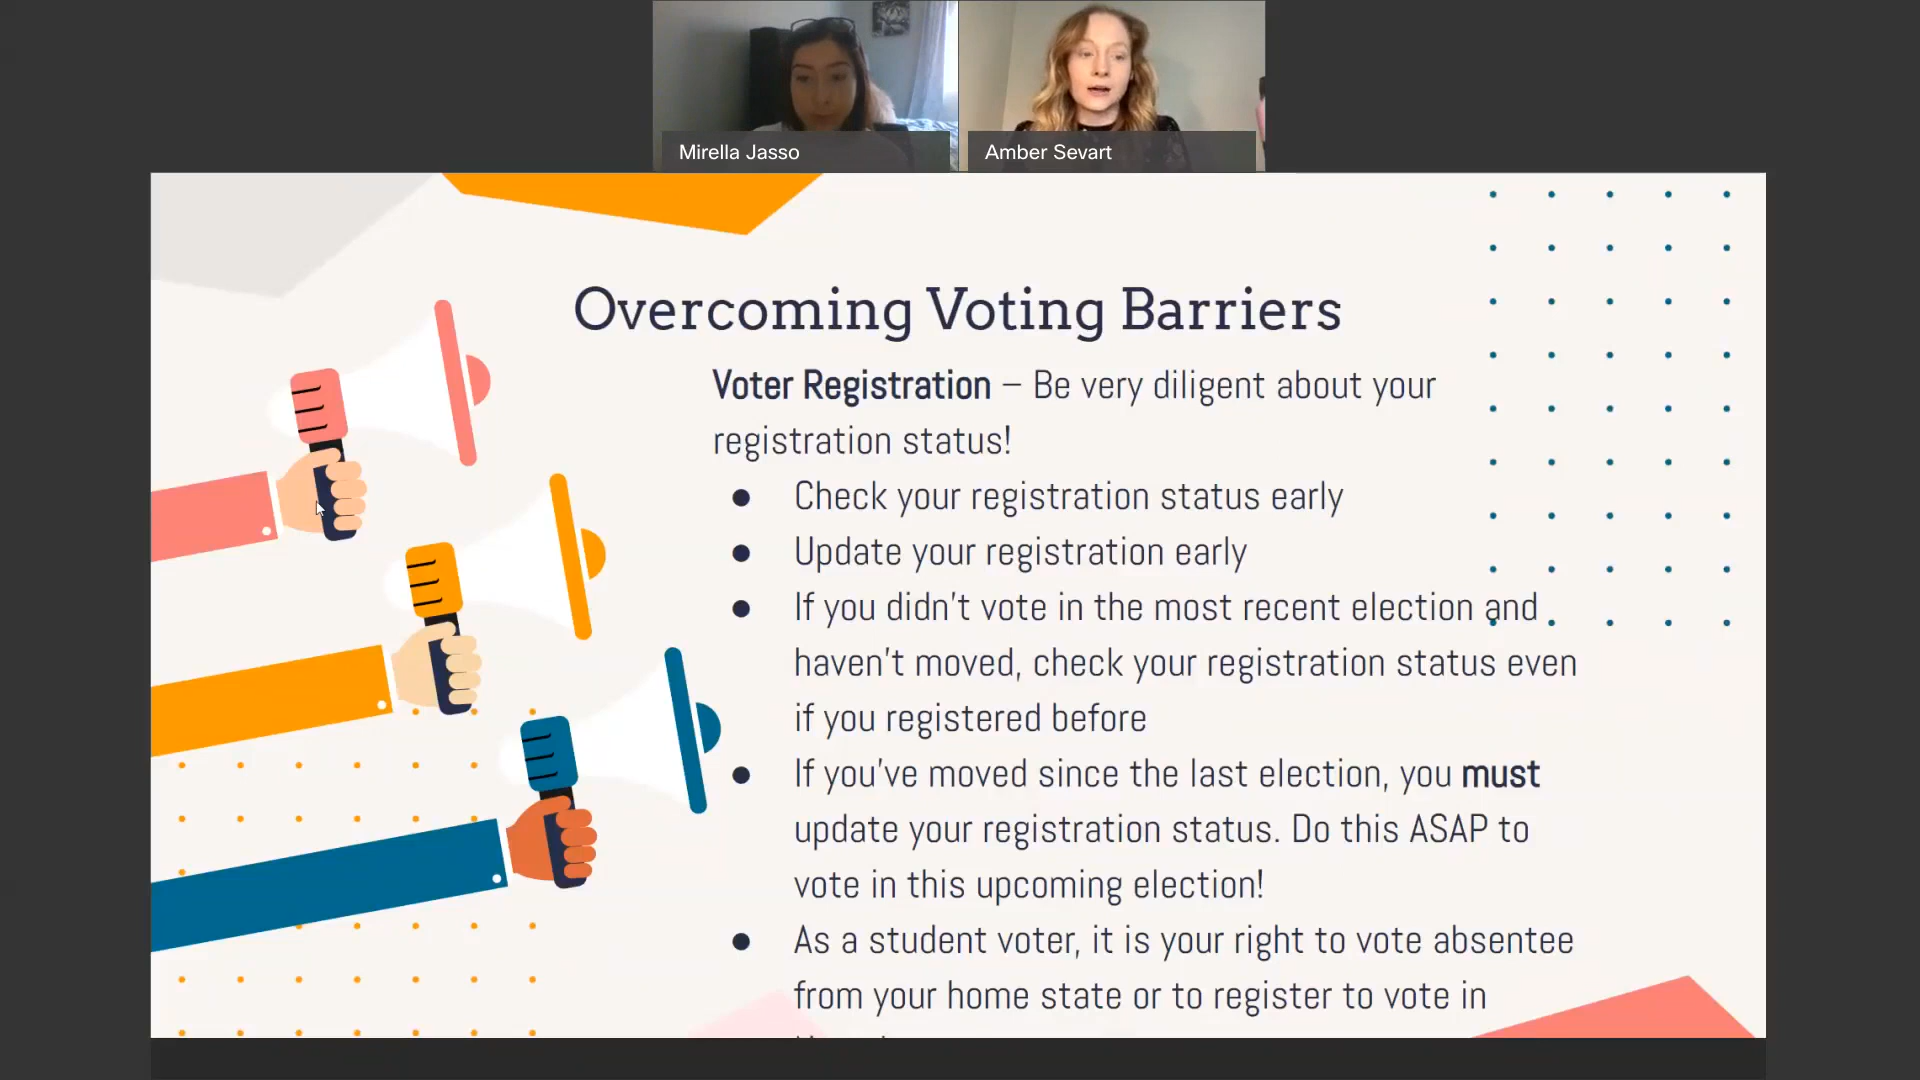 Mirella Jasso
Amber Sevart
Overcoming Voting Barriers
Voter Registration – Be very diligent about your
registration status!
● Check your registration status early
● Update your registration early
● If you didn't vote in the most recent election and
haven't moved, check your registration status even
if you registered before
● If you've moved since the last election, you must
update your registration status. Do this ASAP to
vote in this upcoming election!
● As a student voter, it is your right to vote absentee
from your home state or to register to vote in